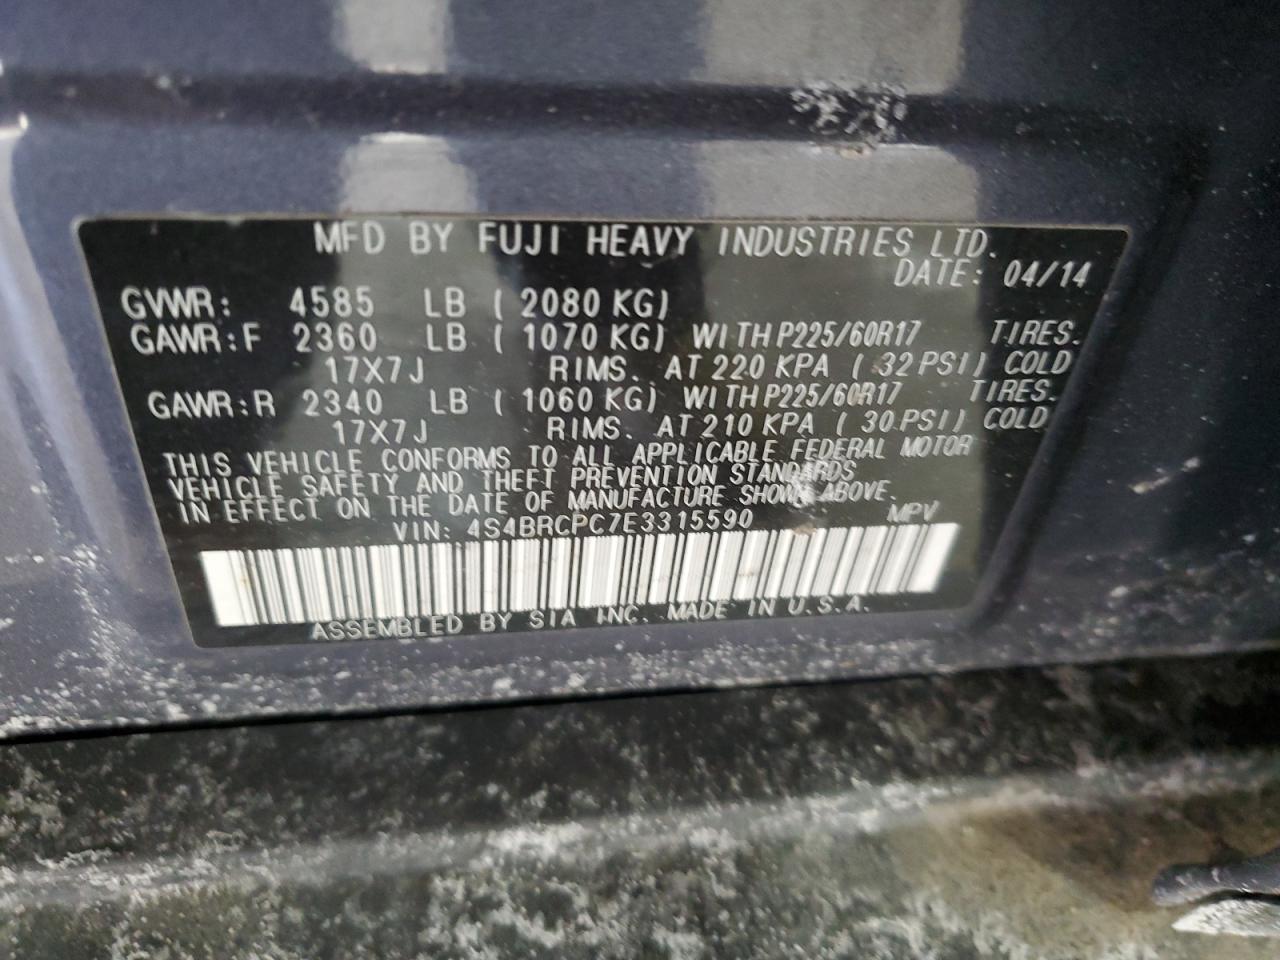 MFD BY FUJI HEAVY INDUSTRIES LTD.
DATE: 04/14
GVWR: 4585 LB ( 2080 KG)
GAWR:F 2360 LB ( 1070 KG) WITH P225/60R17 TIRES.
17X7J RIMS. AT 220 KPA ( 32 PSI) COLD
GAWR:R 2340 LB ( 1060 KG) WITH P225/60R17 TIRES.
17X7J RIMS. AT 210 KPA ( 30 PSI) COLD
THIS VEHICLE CONFORMS TO ALL APPLICABLE FEDERAL MOTOR
VEHICLE SAFETY AND THEFT PREVENTION STANDARDS
IN EFFECT ON THE DATE OF MANUFACTURE SHOWN ABOVE.
VIN: 4S4BRCPC7E3315590 MPV
ASSEMBLED BY SIA INC. MADE IN U.S.A.